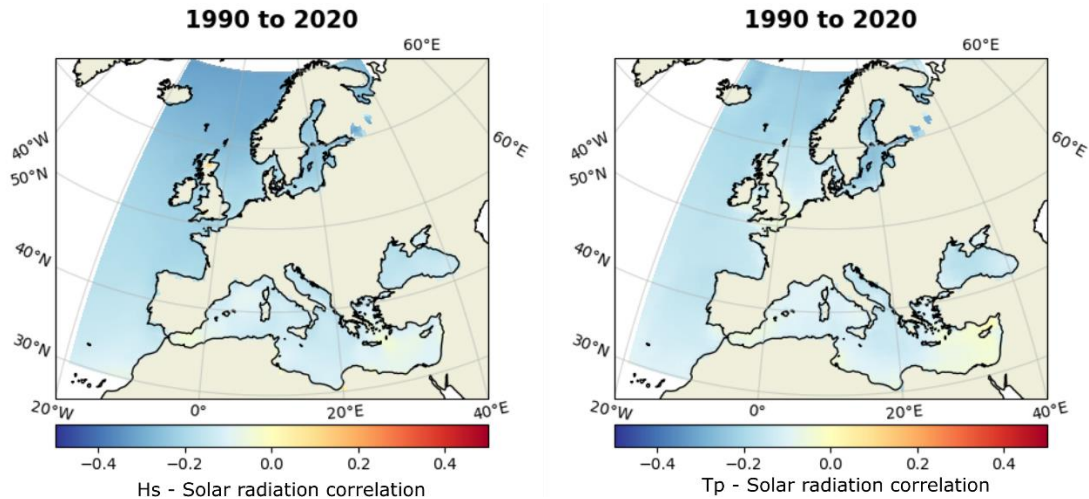 1990 to 2020
60°E
40°W
50°N
60°E
40°N
30°N
20°W
0°
20°E
40°E
−0.4
−0.2
0.0
0.2
0.4
Hs - Solar radiation correlation
1990 to 2020
60°E
40°W
50°N
60°E
40°N
30°N
20°W
0°
20°E
40°E
−0.4
−0.2
0.0
0.2
0.4
Tp - Solar radiation correlation